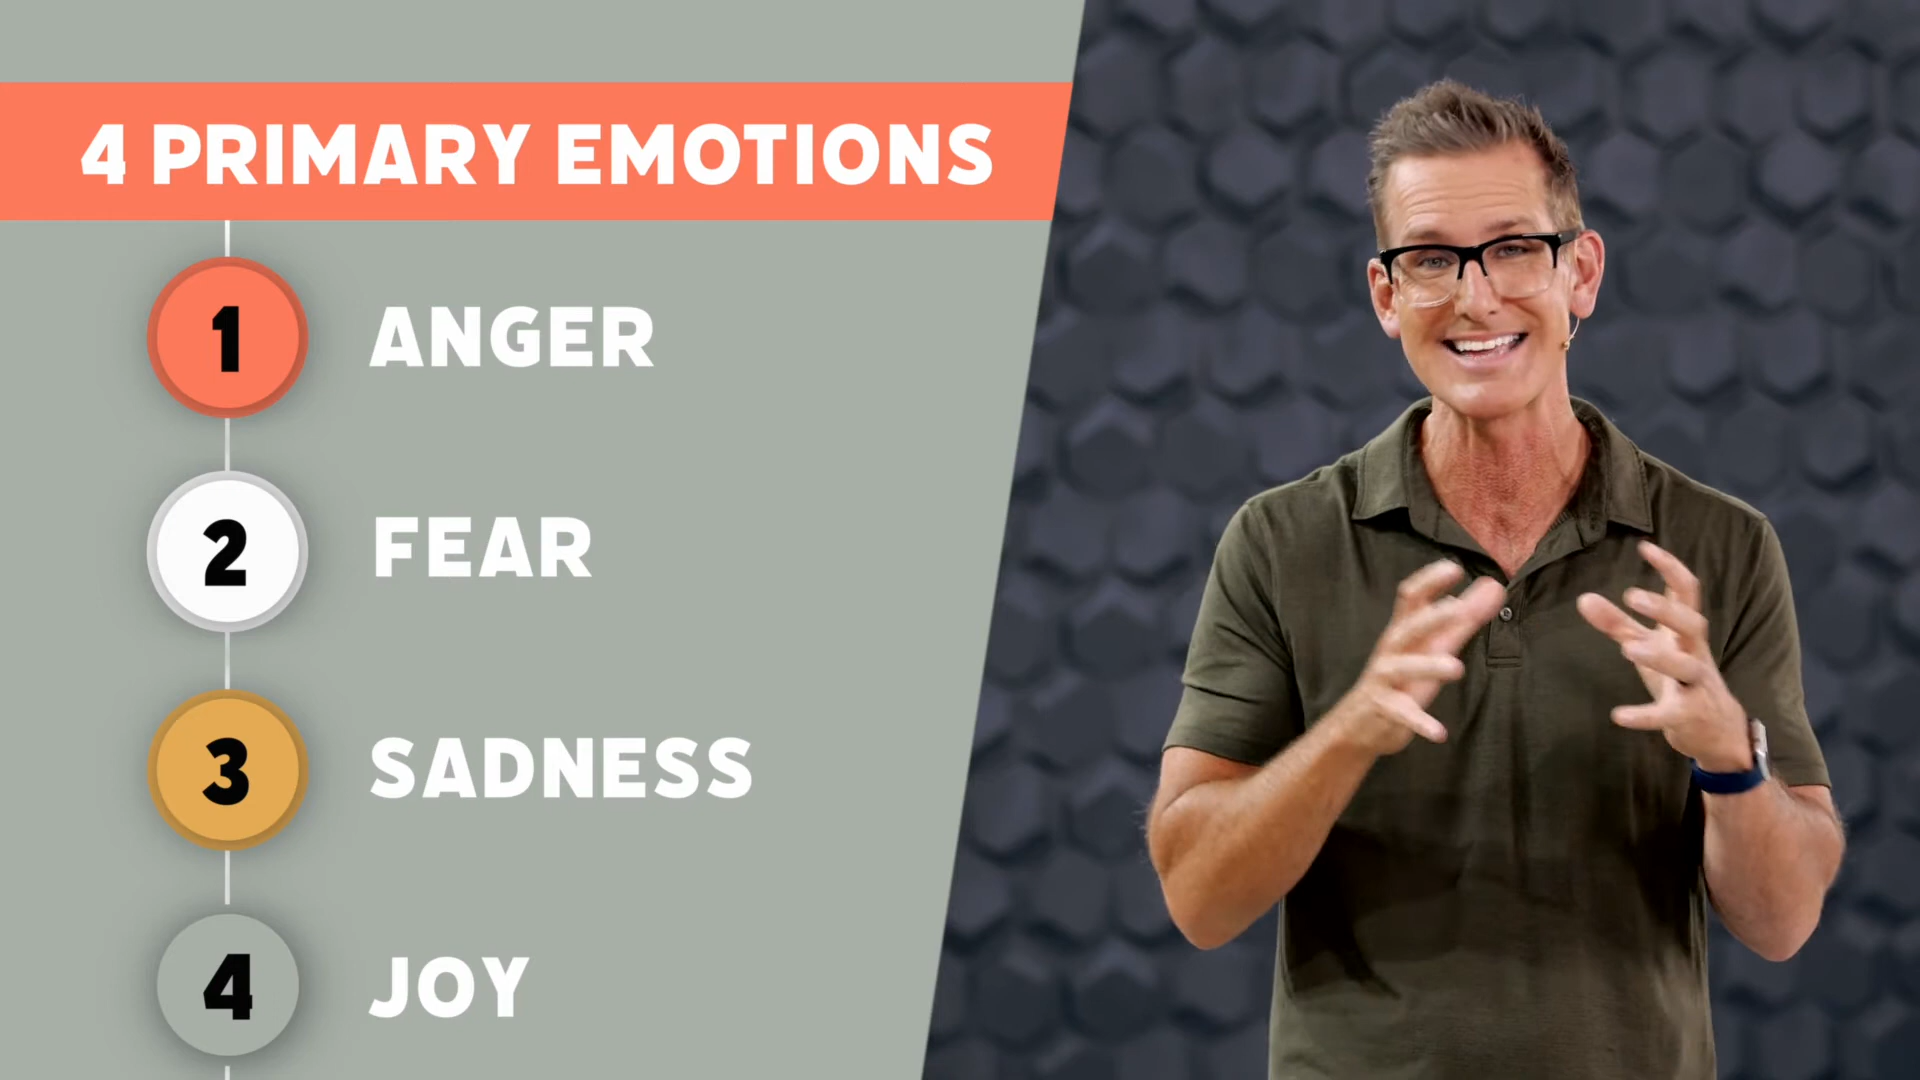 4 PRIMARY EMOTIONS
1 ANGER
2 FEAR
3 SADNESS
4 JOY